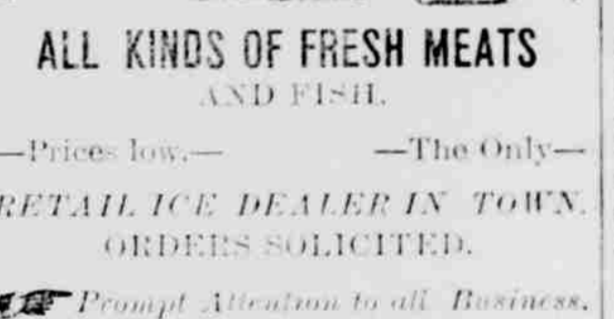 ALL KINDS OF FRESH MEATS
AND FISH.
—Prices low.— —The Only—
RETAIL ICE DEALER IN TOWN.
ORDERS SOLICITED.
Prompt Attention to all Business.